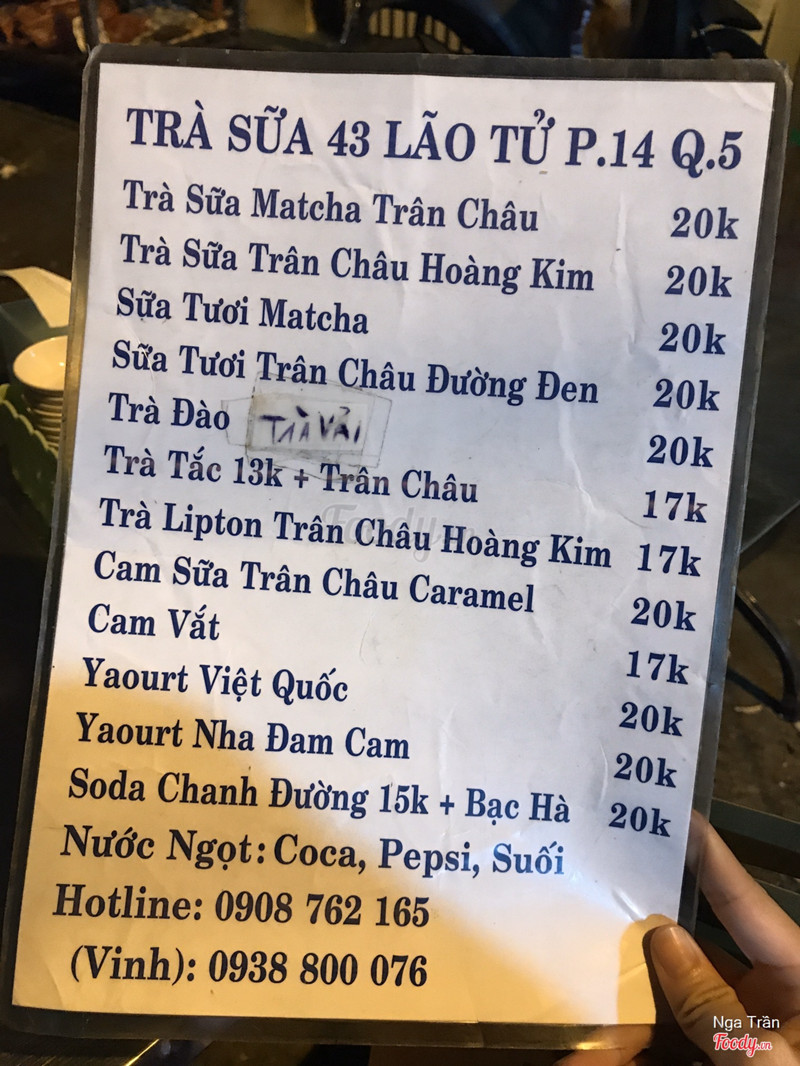 TRÀ SỮA 43 LÃO TỬ P.14 Q.5
Trà Sữa Matcha Trân Châu 20k
Trà Sữa Trân Châu Hoàng Kim 20k
Sữa Tươi Matcha 20k
Sữa Tươi Trân Châu Đường Đen 20k
Trà Đào TRÀ VẢI 20k
Trà Tắc 13k + Trân Châu 17k
Trà Lipton Trân Châu Hoàng Kim 17k
Cam Sữa Trân Châu Caramel 20k
Cam Vắt 17k
Yaourt Việt Quốc 20k
Yaourt Nha Đam Cam 20k
Soda Chanh Đường 15k + Bạc Hà 20k
Nước Ngọt: Coca, Pepsi, Suối
Hotline: 0908 762 165
(Vinh): 0938 800 076
Foody.vn
Nga Trần
Foody.vn